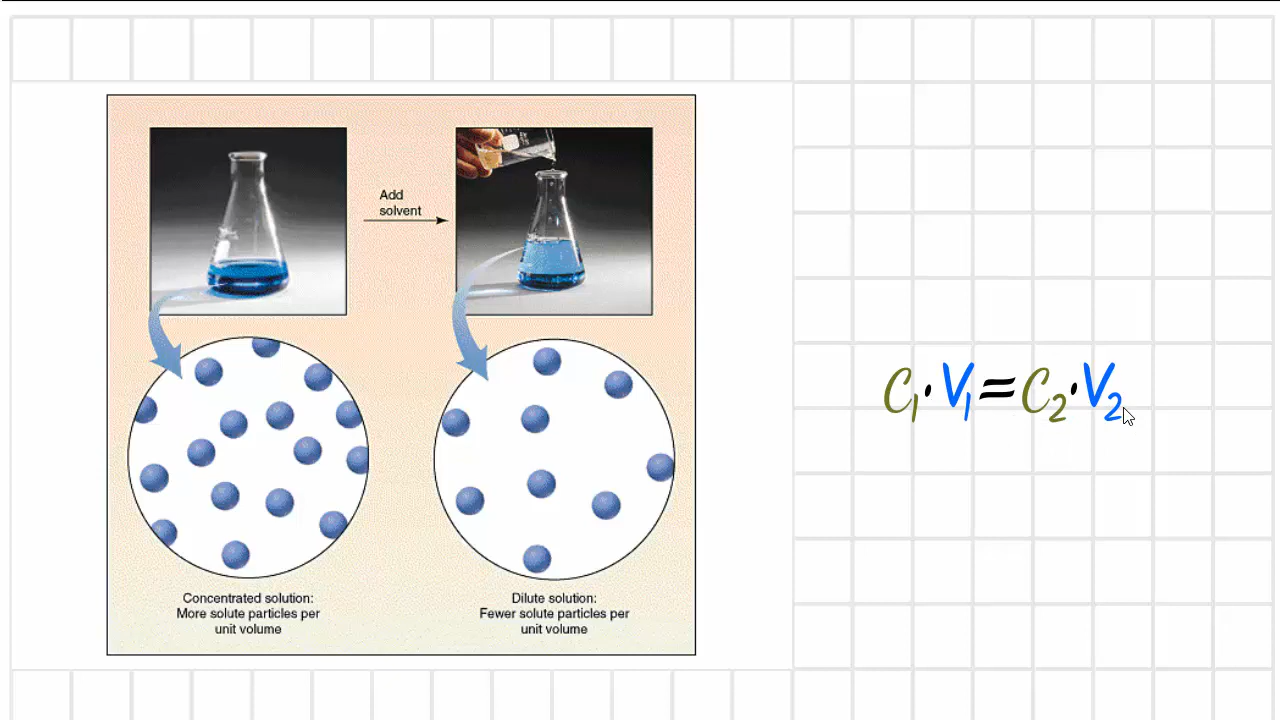 Add
solvent
C₁·V₁=C₂·V₂
Concentrated solution:
More solute particles per
unit volume
Dilute solution:
Fewer solute particles per
unit volume